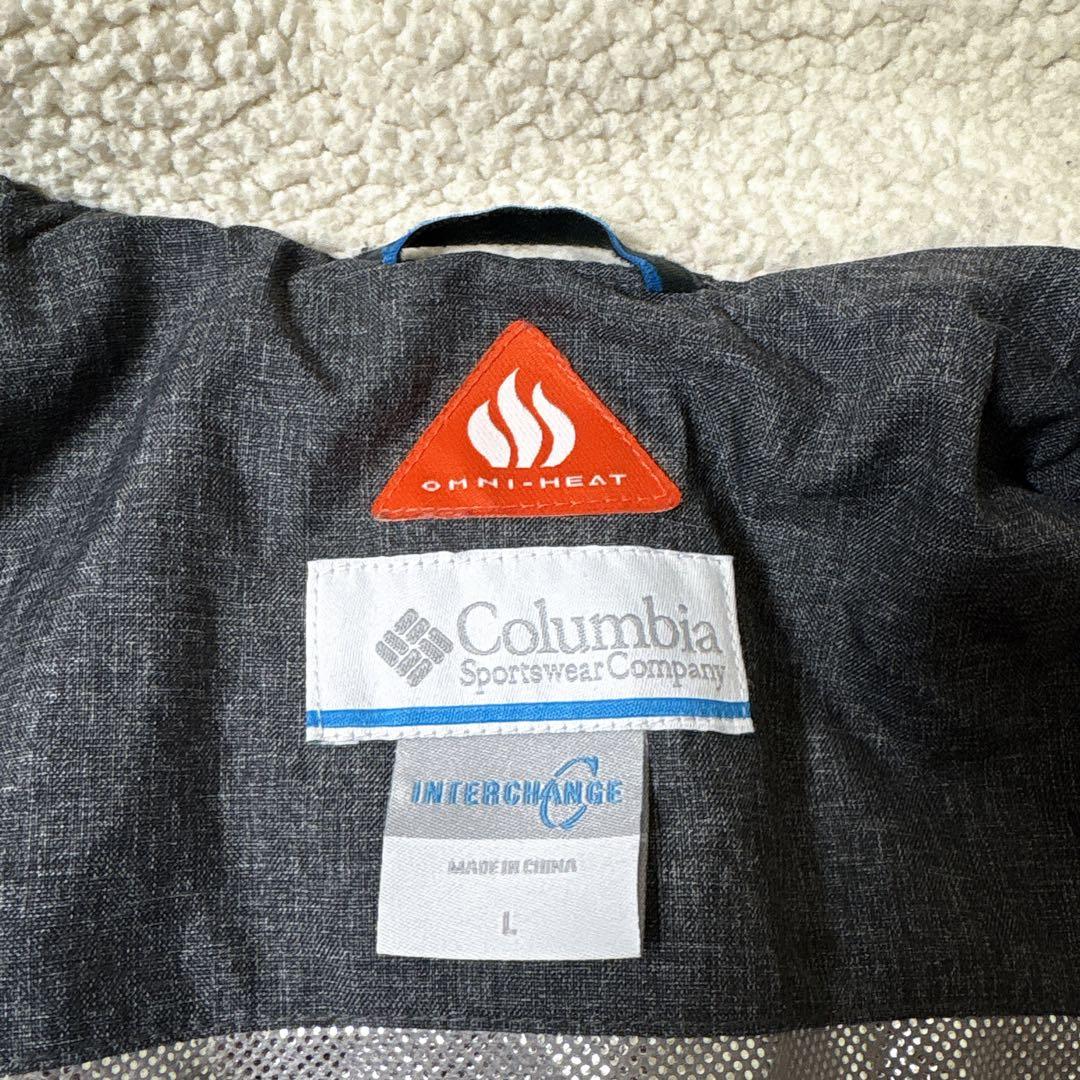 OMNI-HEAT
Columbia
Sportswear Company
INTERCHANGE
MADE IN CHINA
L